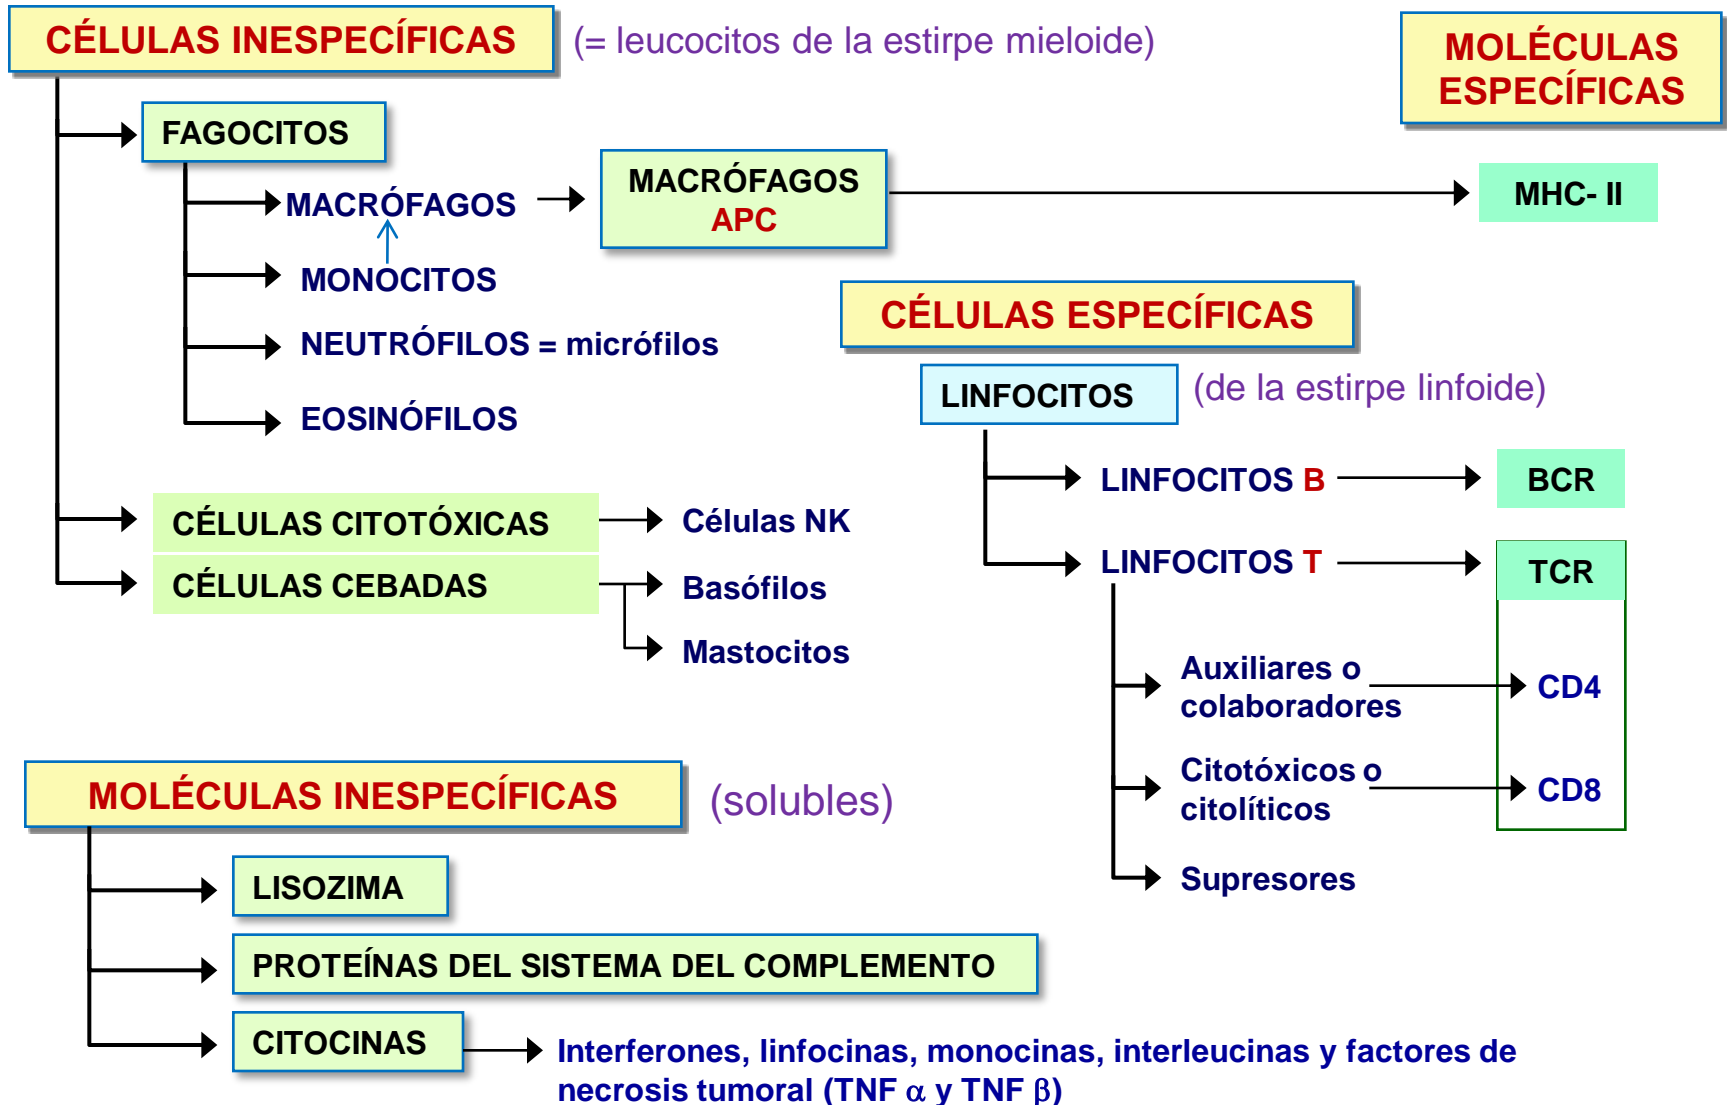 CÉLULAS INESPECÍFICAS
(= leucocitos de la estirpe mieloide)
MOLÉCULAS
ESPECÍFICAS
FAGOCITOS
MACRÓFAGOS
MACRÓFAGOS
APC
MHC- II
MONOCITOS
NEUTRÓFILOS = micrófilos
EOSINÓFILOS
CÉLULAS ESPECÍFICAS
LINFOCITOS
(de la estirpe linfoide)
LINFOCITOS B
BCR
LINFOCITOS T
TCR
CÉLULAS CITOTÓXICAS
Células NK
CÉLULAS CEBADAS
Basófilos
Mastocitos
Auxiliares o
colaboradores
CD4
Citotóxicos o
citolíticos
CD8
Supresores
MOLÉCULAS INESPECÍFICAS
(solubles)
LISOZIMA
PROTEÍNAS DEL SISTEMA DEL COMPLEMENTO
CITOCINAS
Interferones, linfocinas, monocinas, interleucinas y factores de
necrosis tumoral (TNF α y TNF β)